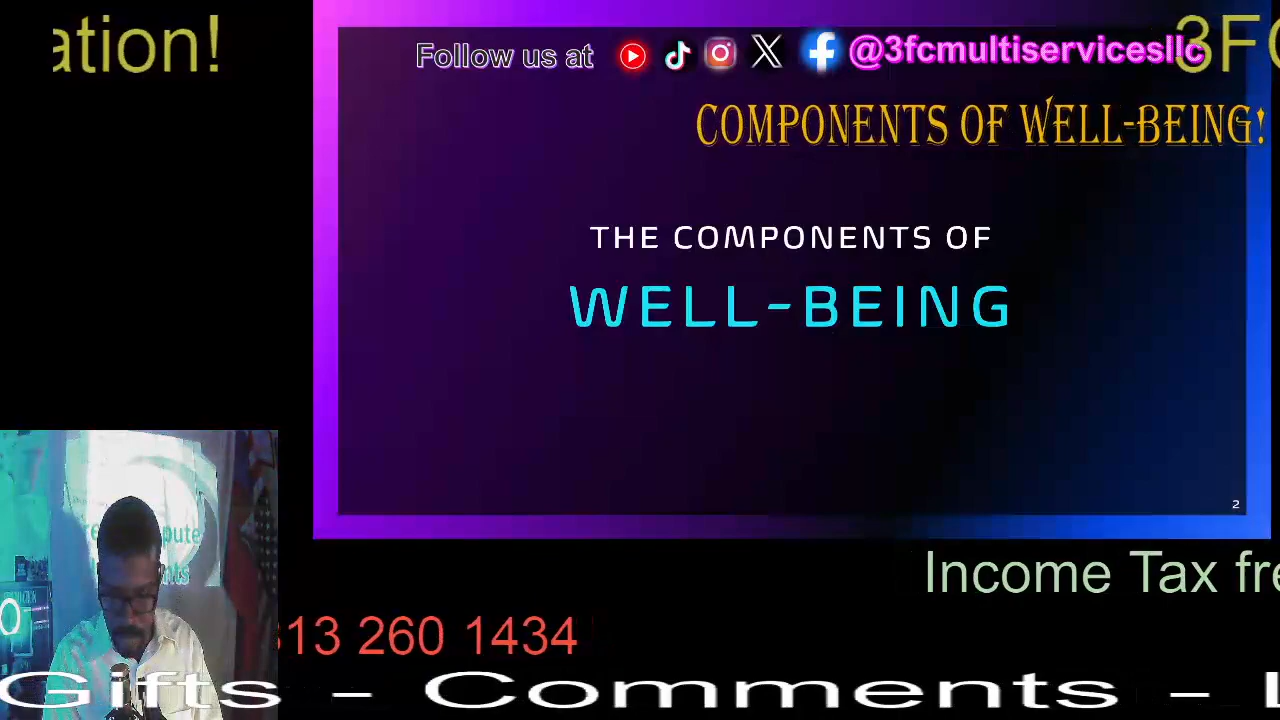 ation!
Follow us at @3fcmultiservicesllc
3F
COMPONENTS OF WELL-BEING!
THE COMPONENTS OF
WELL-BEING
2
Income Tax
13 260 1434
Gifts - Comments -